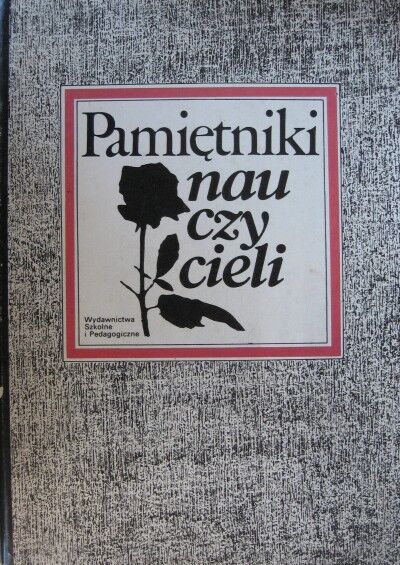 Pamiętniki
nau
czy
cieli
Wydawnictwa
Szkolne
i Pedagogiczne